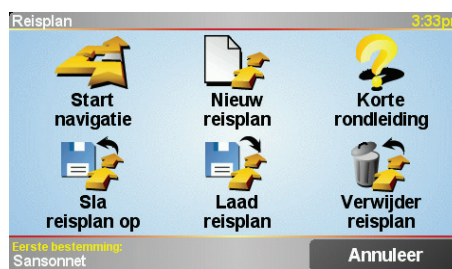 Reisplan 3:33p
Start Nieuw Korte
navigatie reisplan rondleiding
Sla Laad Verwijder
reisplan op reisplan reisplan
Eerste bestemming:
Sansonnet
Annuleer